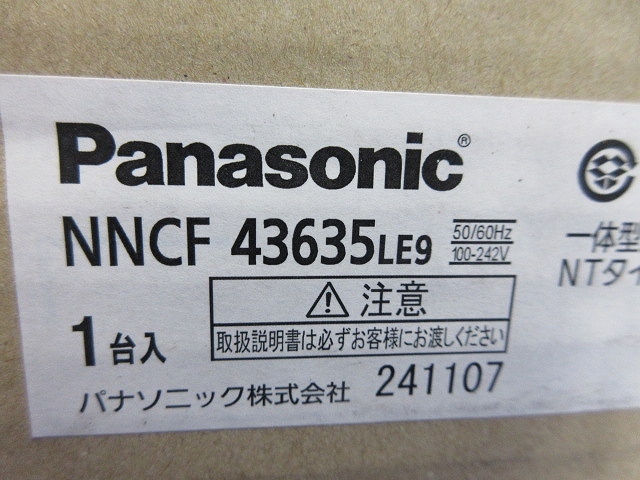 Panasonic®
NNCF 43635LE9 50/60Hz 100-242V
一体型
NTタイ
⚠注意
取扱説明書は必ずお客様にお渡しください
1台入
パナソニック株式会社 241107